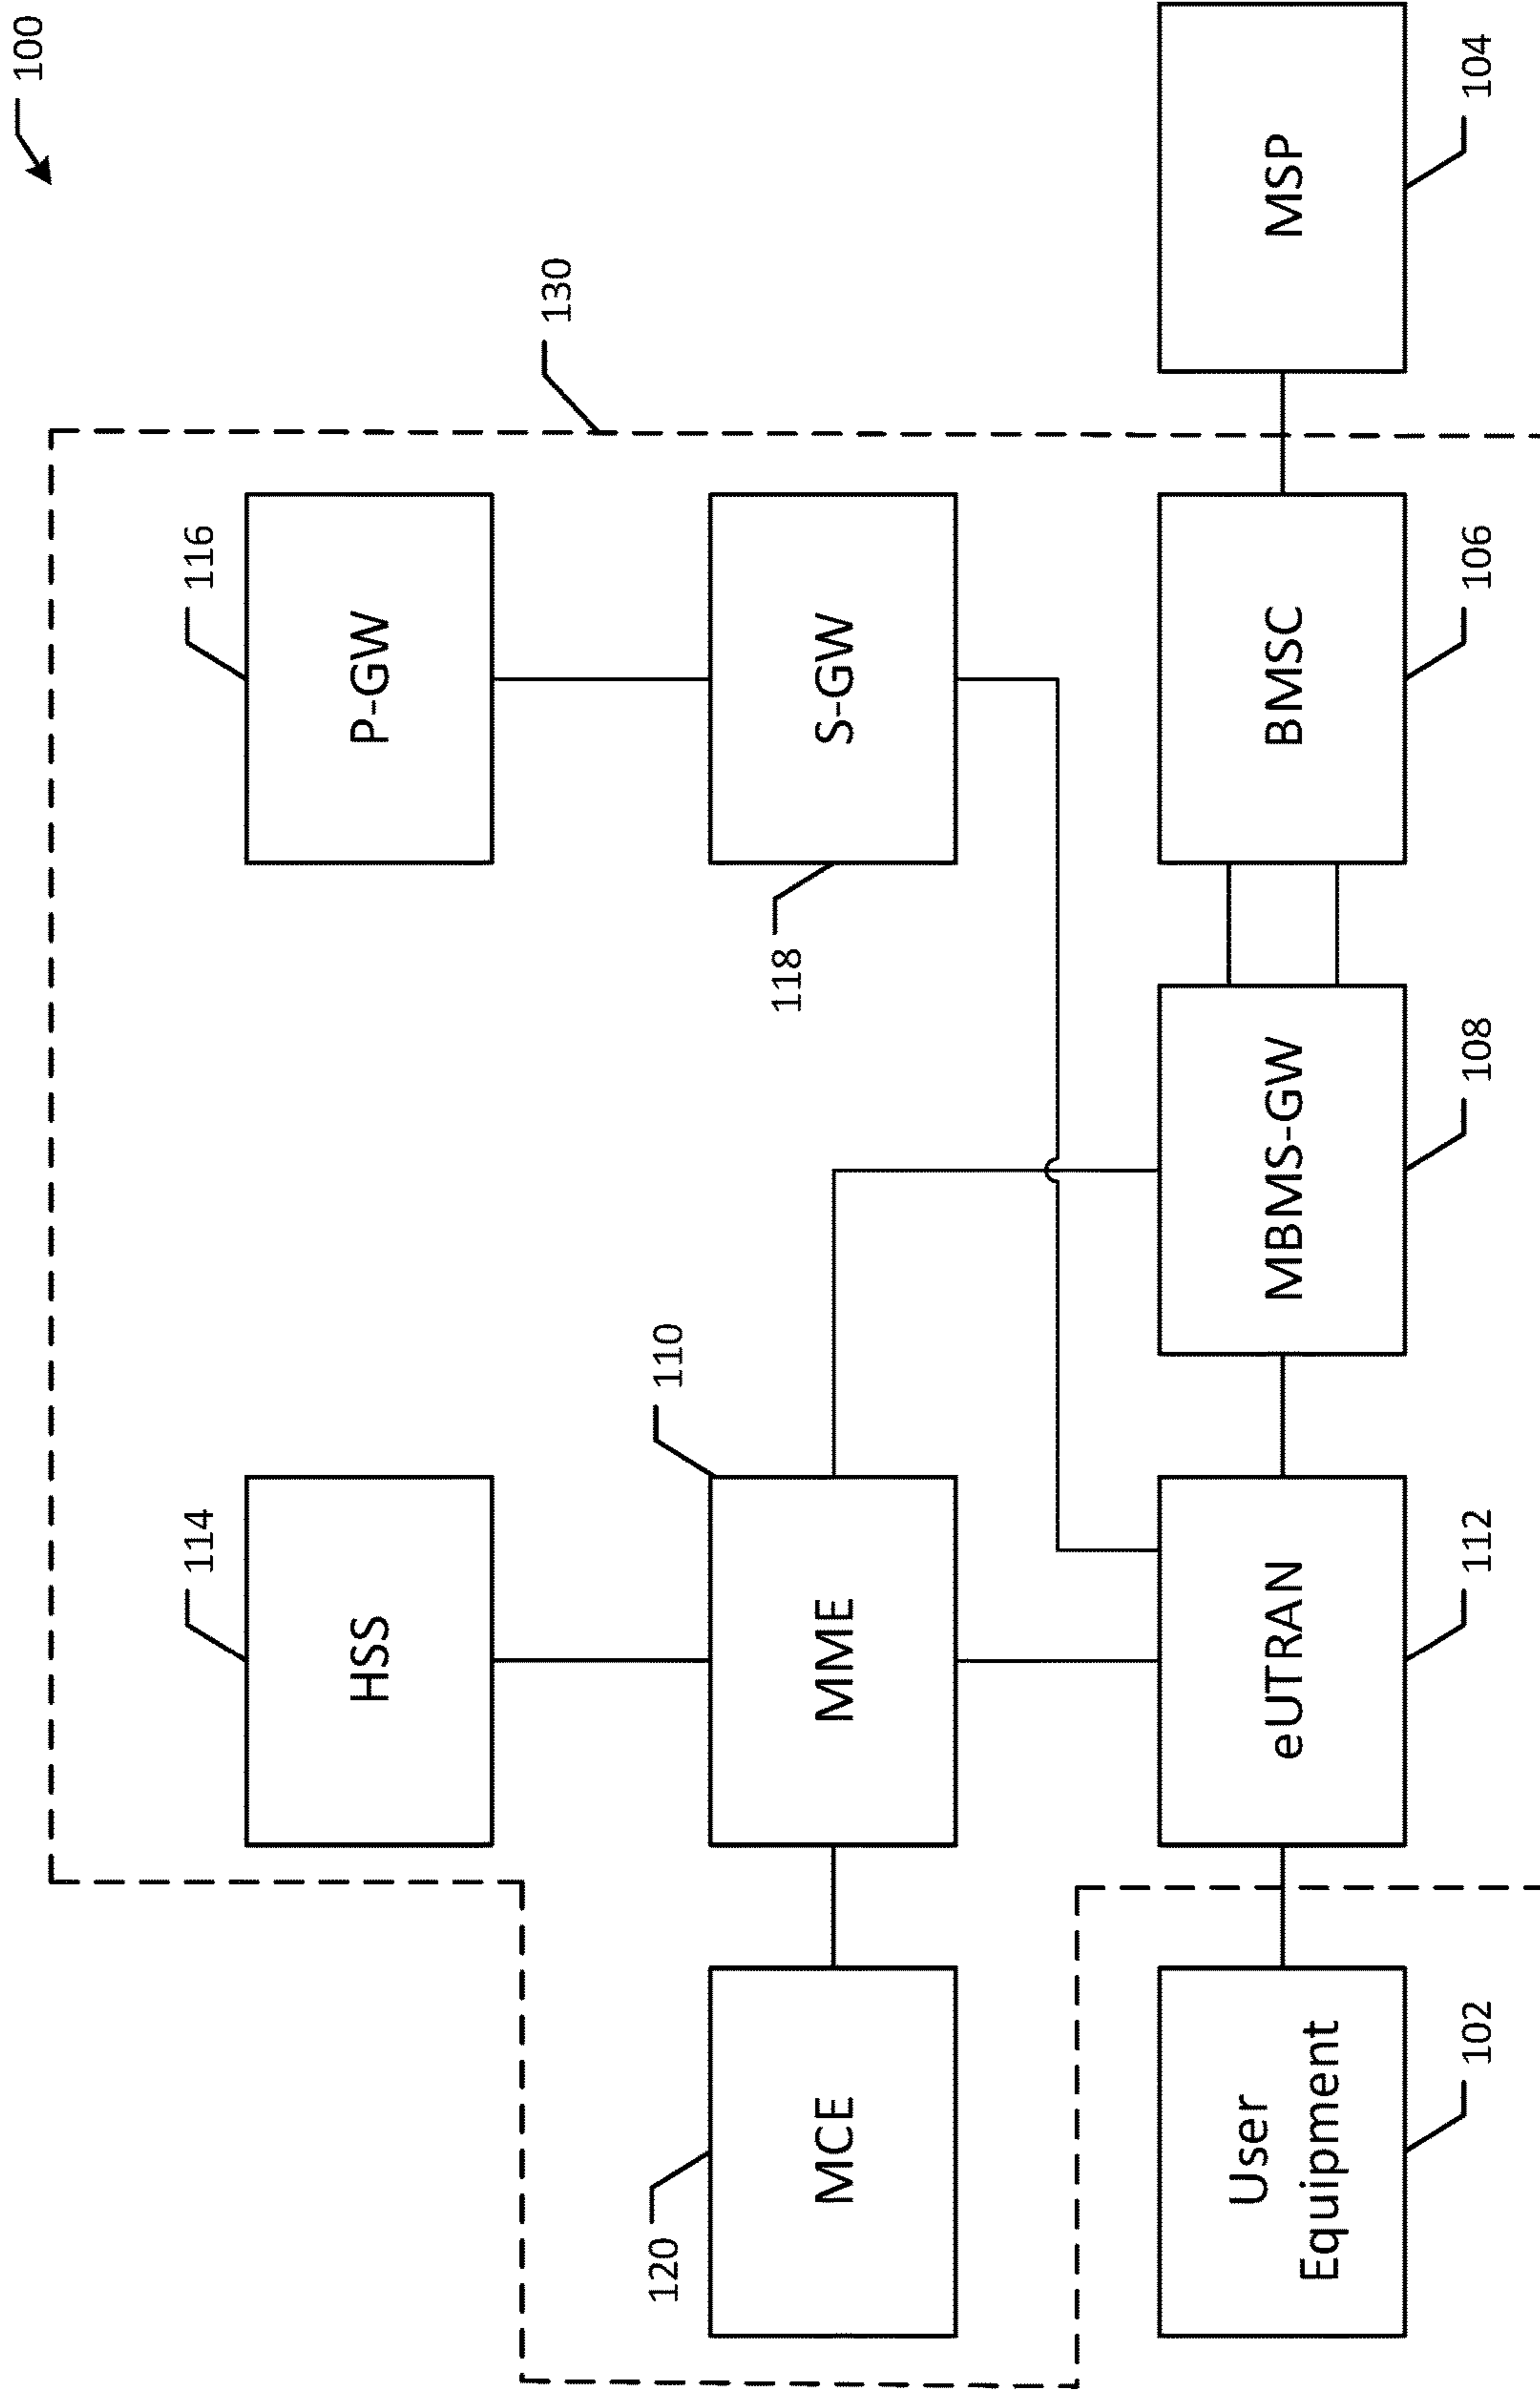 100
114
HSS
116
P-GW
130
110
120
MCE
MME
118
S-GW
User
Equipment
102
eUTRAN
112
MBMS-GW
108
BMSC
106
MSP
104